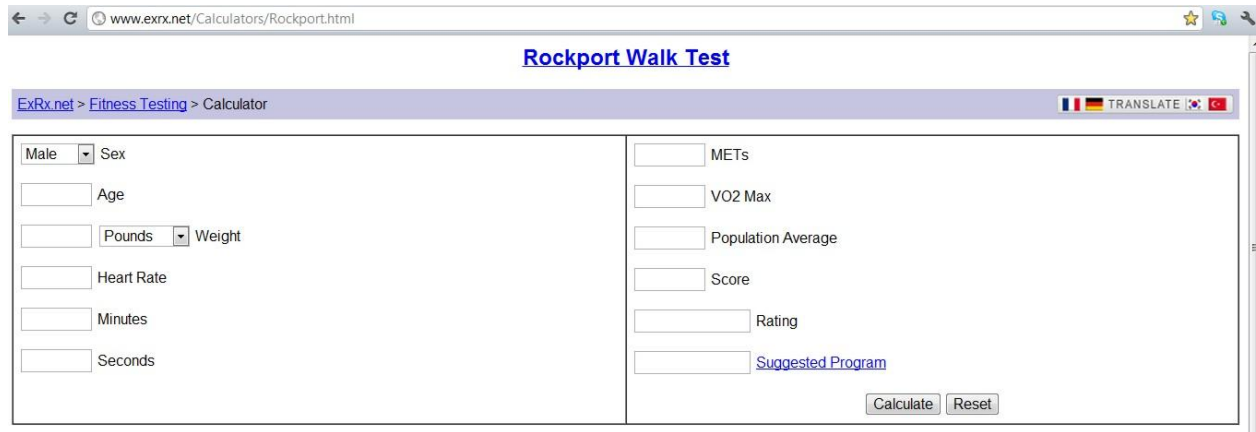 www.exrx.net/Calculators/Rockport.html
Rockport Walk Test
ExRx.net > Fitness Testing > Calculator
TRANSLATE
Male Sex
Age
Pounds Weight
Heart Rate
Minutes
Seconds
METs
VO2 Max
Population Average
Score
Rating
Suggested Program
Calculate Reset